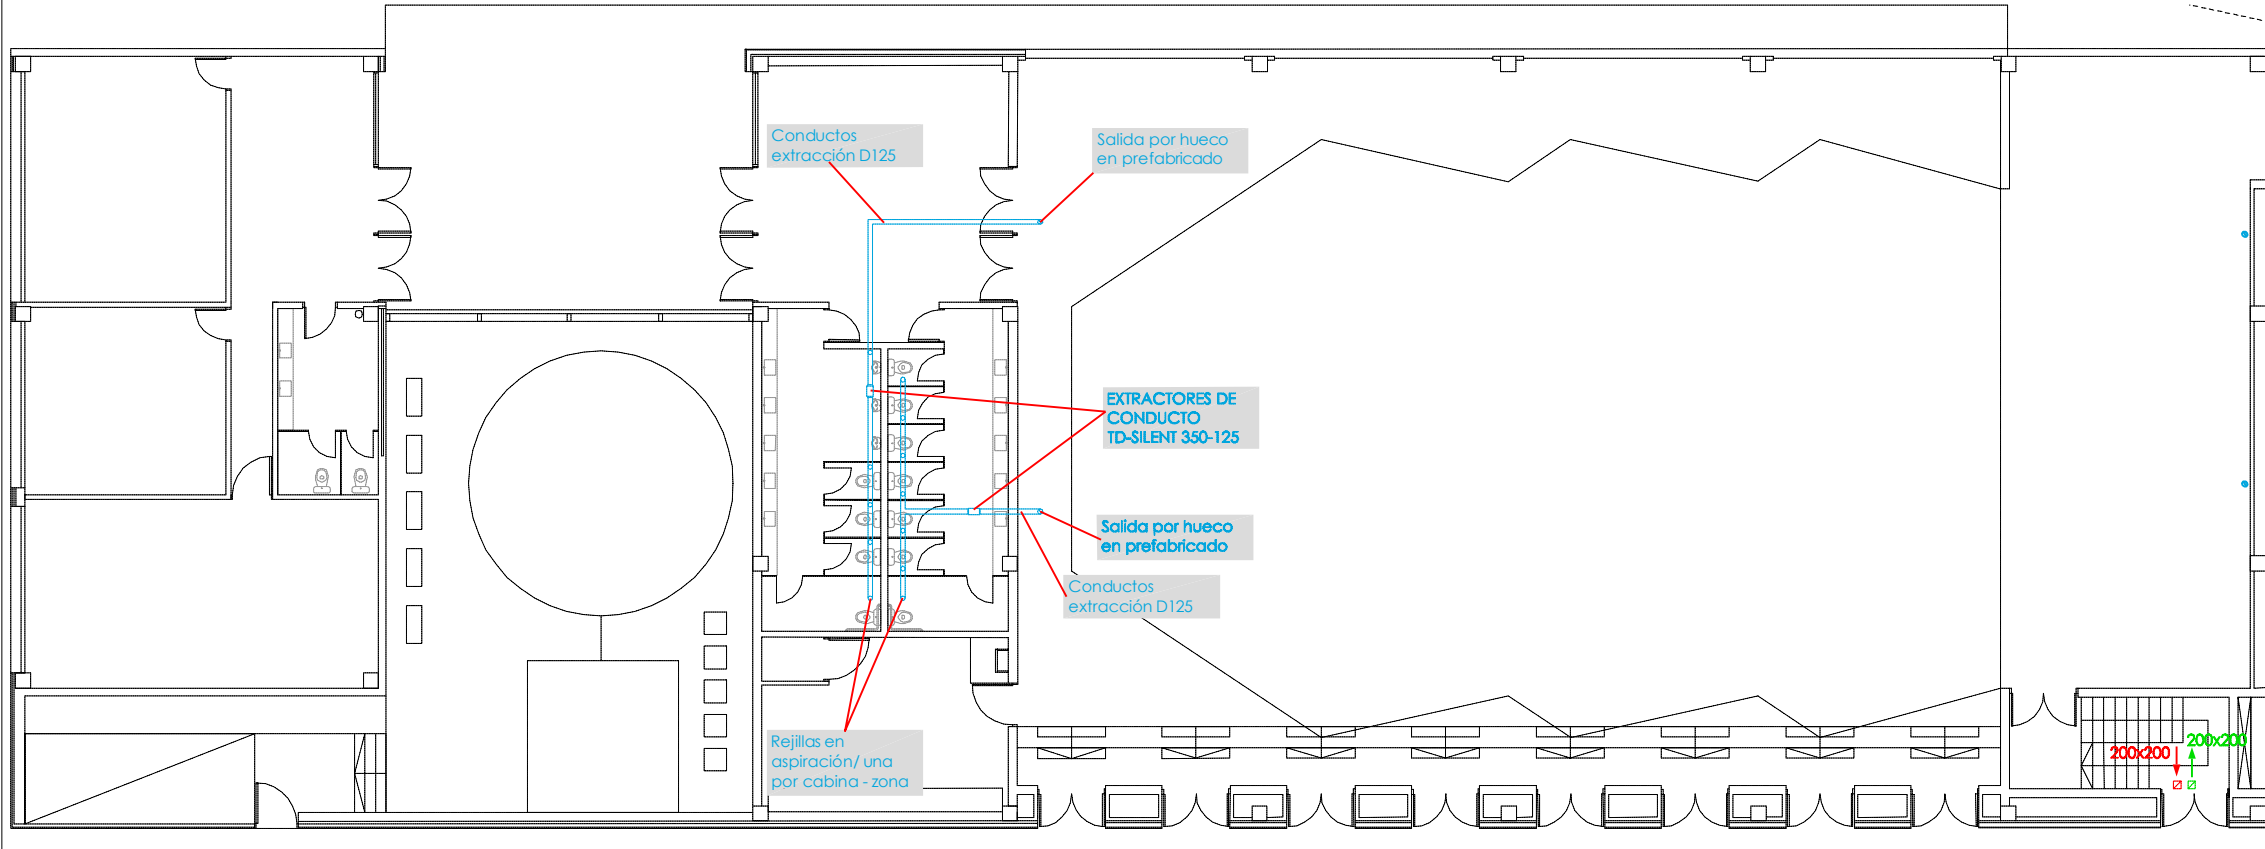 Conductos
extracción D125
Salida por hueco
en prefabricado
EXTRACTORES DE
CONDUCTO
TD-SILENT 350-125
Salida por hueco
en prefabricado
Conductos
extracción D125
Rejillas en
aspiración/ una
por cabina - zona
200x200
200x200